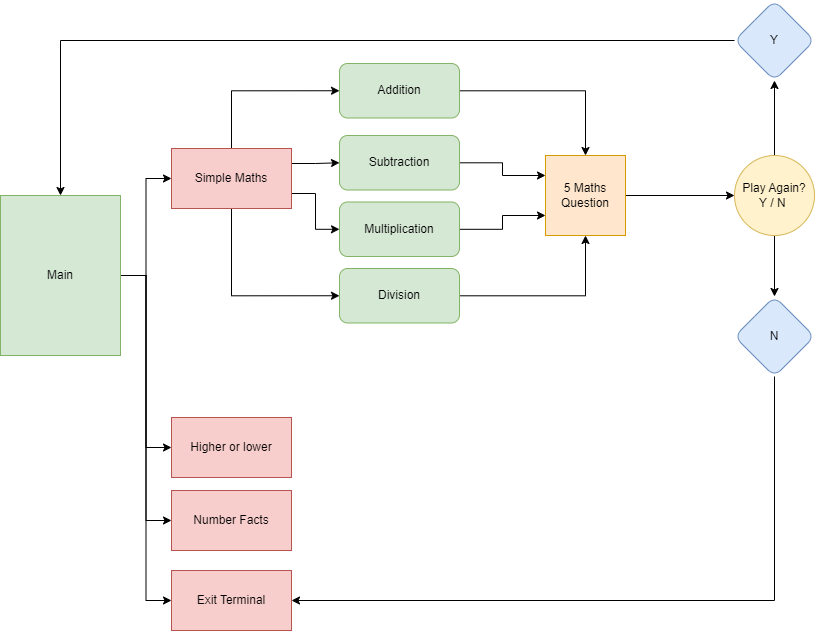 Y
Addition
Subtraction
Simple Maths
5 Maths
Question
Play Again?
Y / N
Multiplication
Main
Division
N
Higher or lower
Number Facts
Exit Terminal